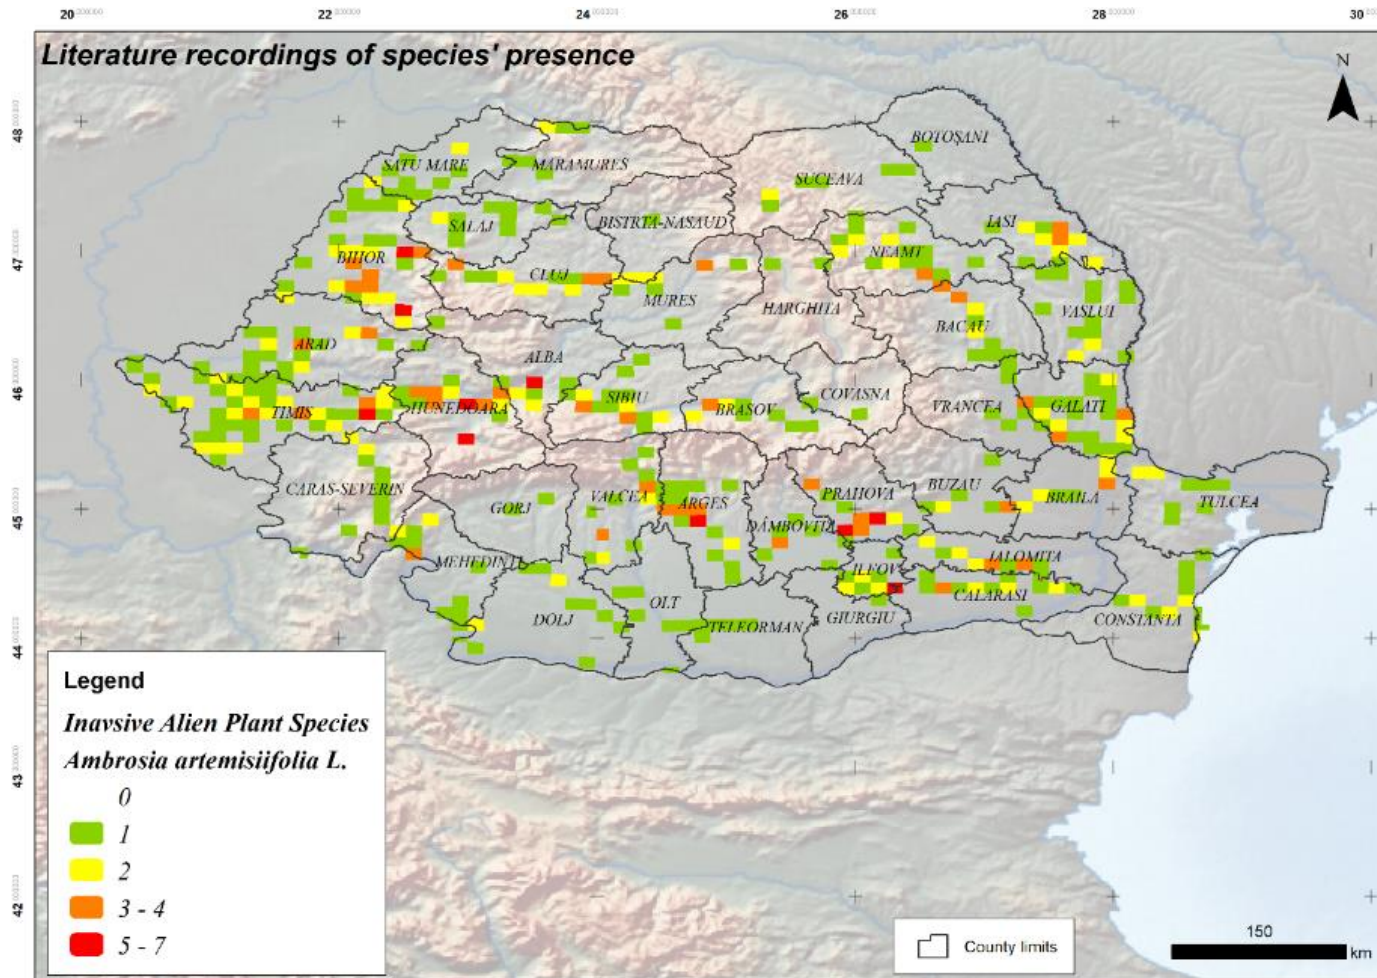 20 22 24 26 28 30
Literature recordings of species' presence
N
48
BOTOȘANI
SATU MARE
MARAMURES
SUCEAVA
SALAJ
BISTRTA-NASAUD
IASI
47
BIHOR
NEAMT
CLUJ
MURES
HARGHITA
VASLUI
BACAU
ARAD
ALBA
46
COVASNA
SIBIU
TIMIS
HUNEDOARA
BRASOV
VRANCEA
GALATI
CARAS-SEVERIN
BUZAU
PRAHOVA
VALCEA
BRAILA
ARGES
TULCEA
45
GORJ
DÂMBOVITA
IALOMITA
MEHEDINTI
ILFOV
CALARASI
OLT
DOLJ
TELEORMAN
GIURGIU
CONSTANTA
44
Legend
Inavsive Alien Plant Species
Ambrosia artemisiifolia L.
43
0
1
2
42
3 - 4
5 - 7
County limits
150
km